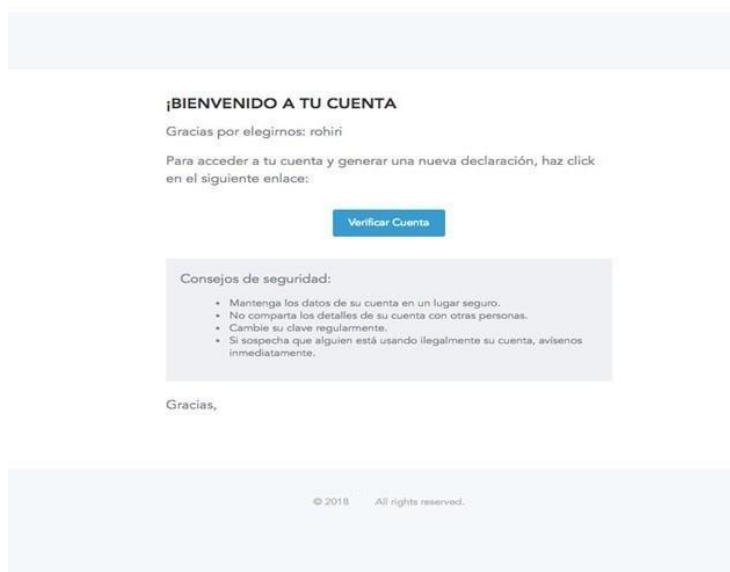 ¡BIENVENIDO A TU CUENTA
Gracias por elegirnos: rohiri
Para acceder a tu cuenta y generar una nueva declaración, haz click
en el siguiente enlace:
Verificar Cuenta
Consejos de seguridad:
• Mantenga los datos de su cuenta en un lugar seguro.
• No comparta los detalles de su cuenta con otras personas.
• Cambie su clave regularmente.
• Si sospecha que alguien está usando ilegalmente su cuenta, avísenos
inmediatamente.
Gracias,
© 2018 All rights reserved.